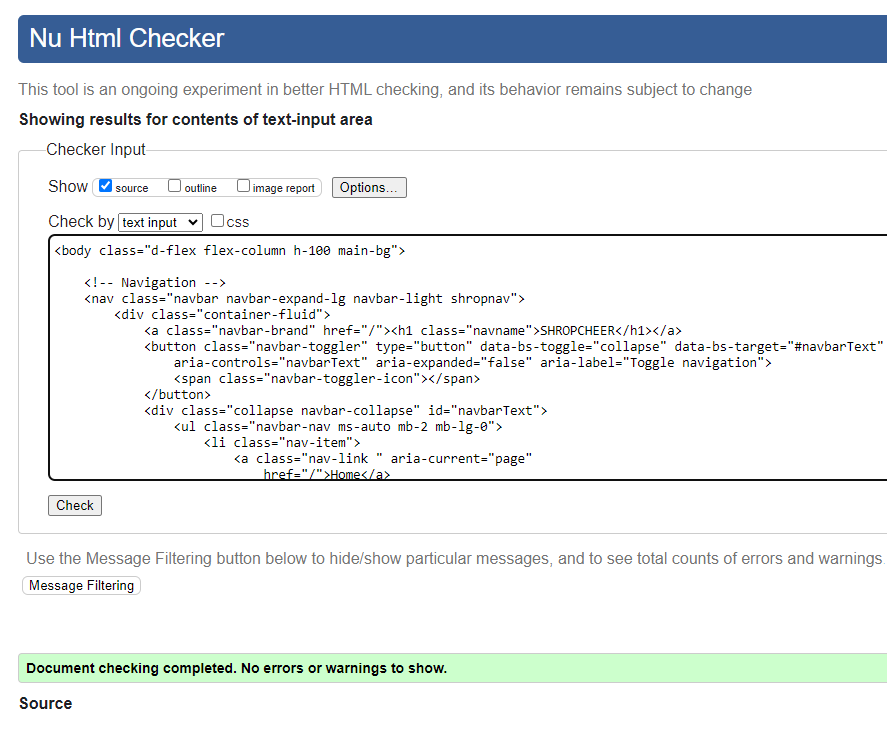 Nu Html Checker
This tool is an ongoing experiment in better HTML checking, and its behavior remains subject to change
Showing results for contents of text-input area
Checker Input
Show source outline image report Options...
Check by text input css
<body class="d-flex flex-column h-100 main-bg">
<!-- Navigation -->
<nav class="navbar navbar-expand-lg navbar-light shropnav">
<div class="container-fluid">
<a class="navbar-brand" href="/"><h1 class="navname">SHROPCHEER</h1></a>
<button class="navbar-toggler" type="button" data-bs-toggle="collapse" data-bs-target="#navbarText"
aria-controls="navbarText" aria-expanded="false" aria-label="Toggle navigation">
<span class="navbar-toggler-icon"></span>
</button>
<div class="collapse navbar-collapse" id="navbarText">
<ul class="navbar-nav ms-auto mb-2 mb-lg-0">
<li class="nav-item">
<a class="nav-link " aria-current="page"
href="/">Home</a>
Check
Use the Message Filtering button below to hide/show particular messages, and to see total counts of errors and warnings
Message Filtering
Document checking completed. No errors or warnings to show.
Source